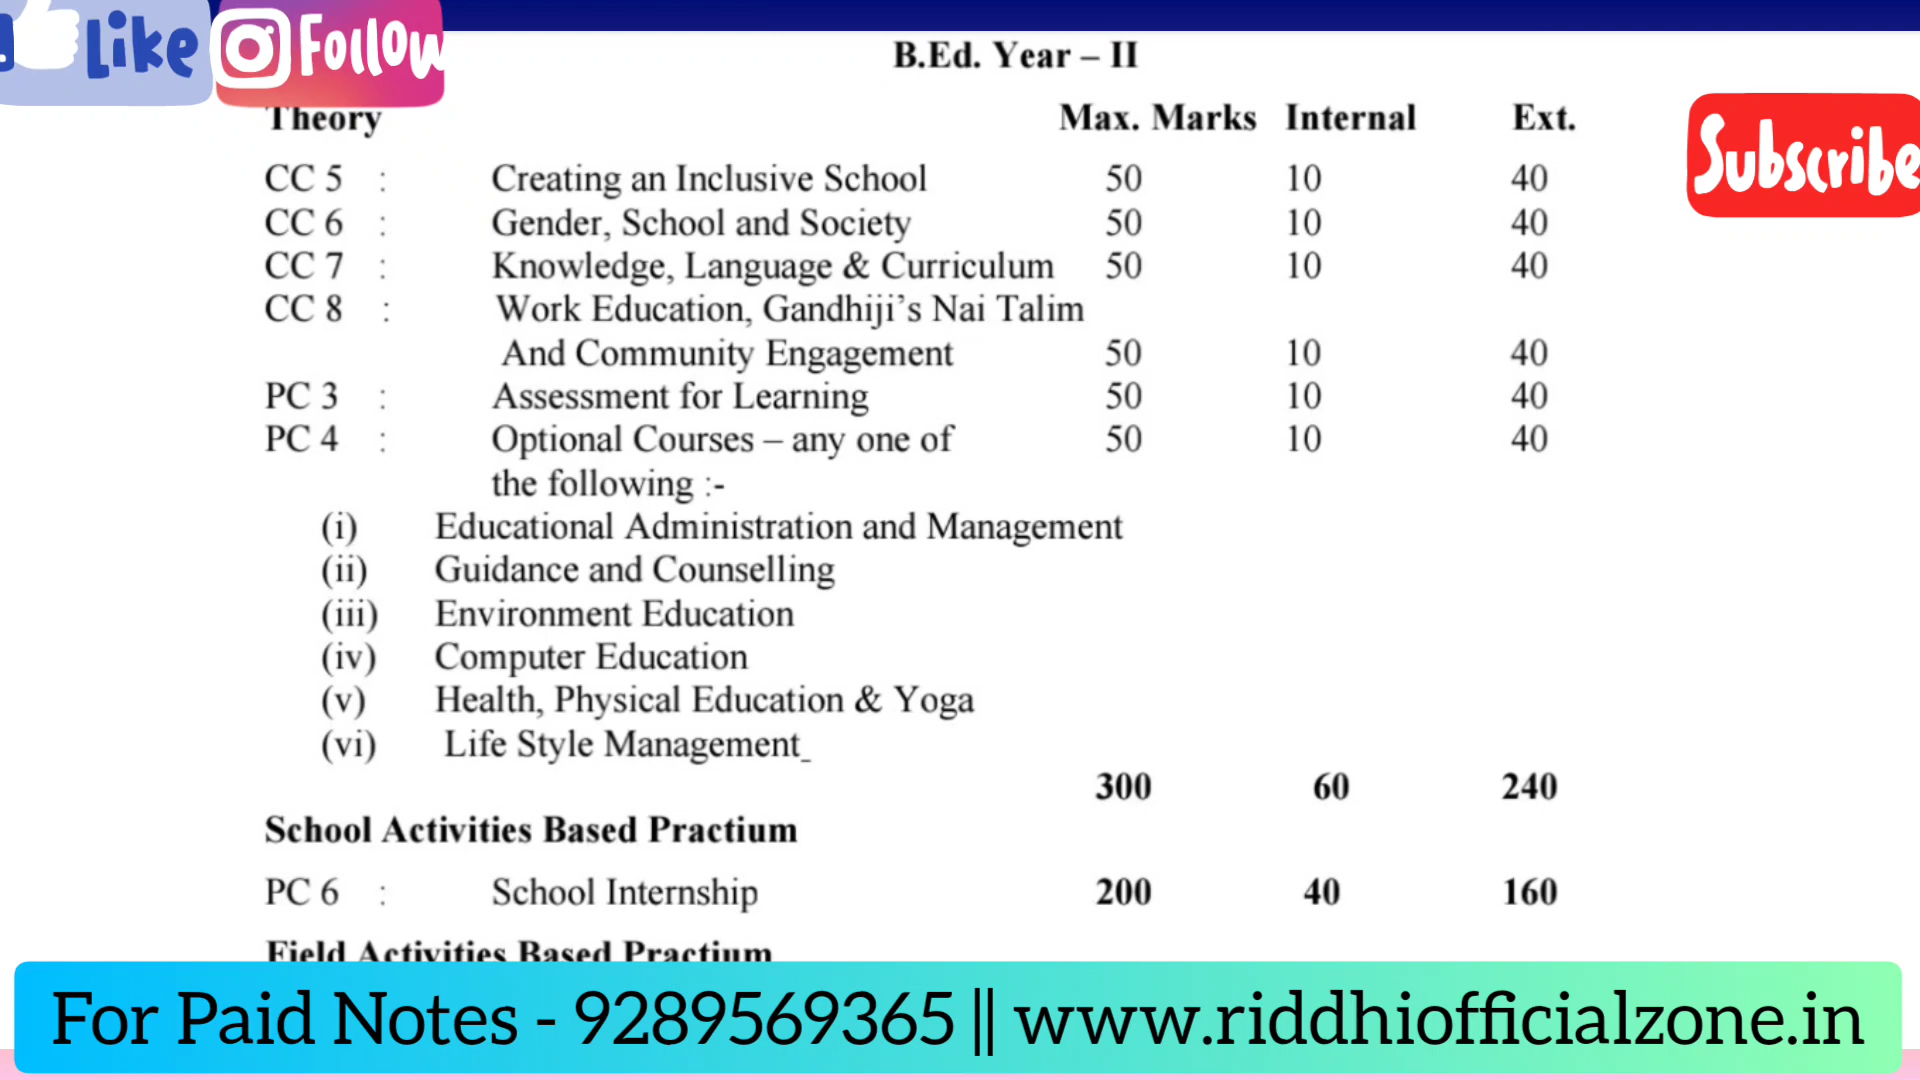 Like Follow
B.Ed. Year – II
Theory Max. Marks Internal Ext.
Subscribe
CC 5 : Creating an Inclusive School 50 10 40
CC 6 : Gender, School and Society 50 10 40
CC 7 : Knowledge, Language & Curriculum 50 10 40
CC 8 : Work Education, Gandhiji’s Nai Talim
And Community Engagement 50 10 40
PC 3 : Assessment for Learning 50 10 40
PC 4 : Optional Courses – any one of 50 10 40
the following :-
(i) Educational Administration and Management
(ii) Guidance and Counselling
(iii) Environment Education
(iv) Computer Education
(v) Health, Physical Education & Yoga
(vi) Life Style Management_
300 60 240
School Activities Based Practium
PC 6 : School Internship 200 40 160
Field Activities Based Practium
For Paid Notes - 9289569365 || www.riddhiofficialzone.in